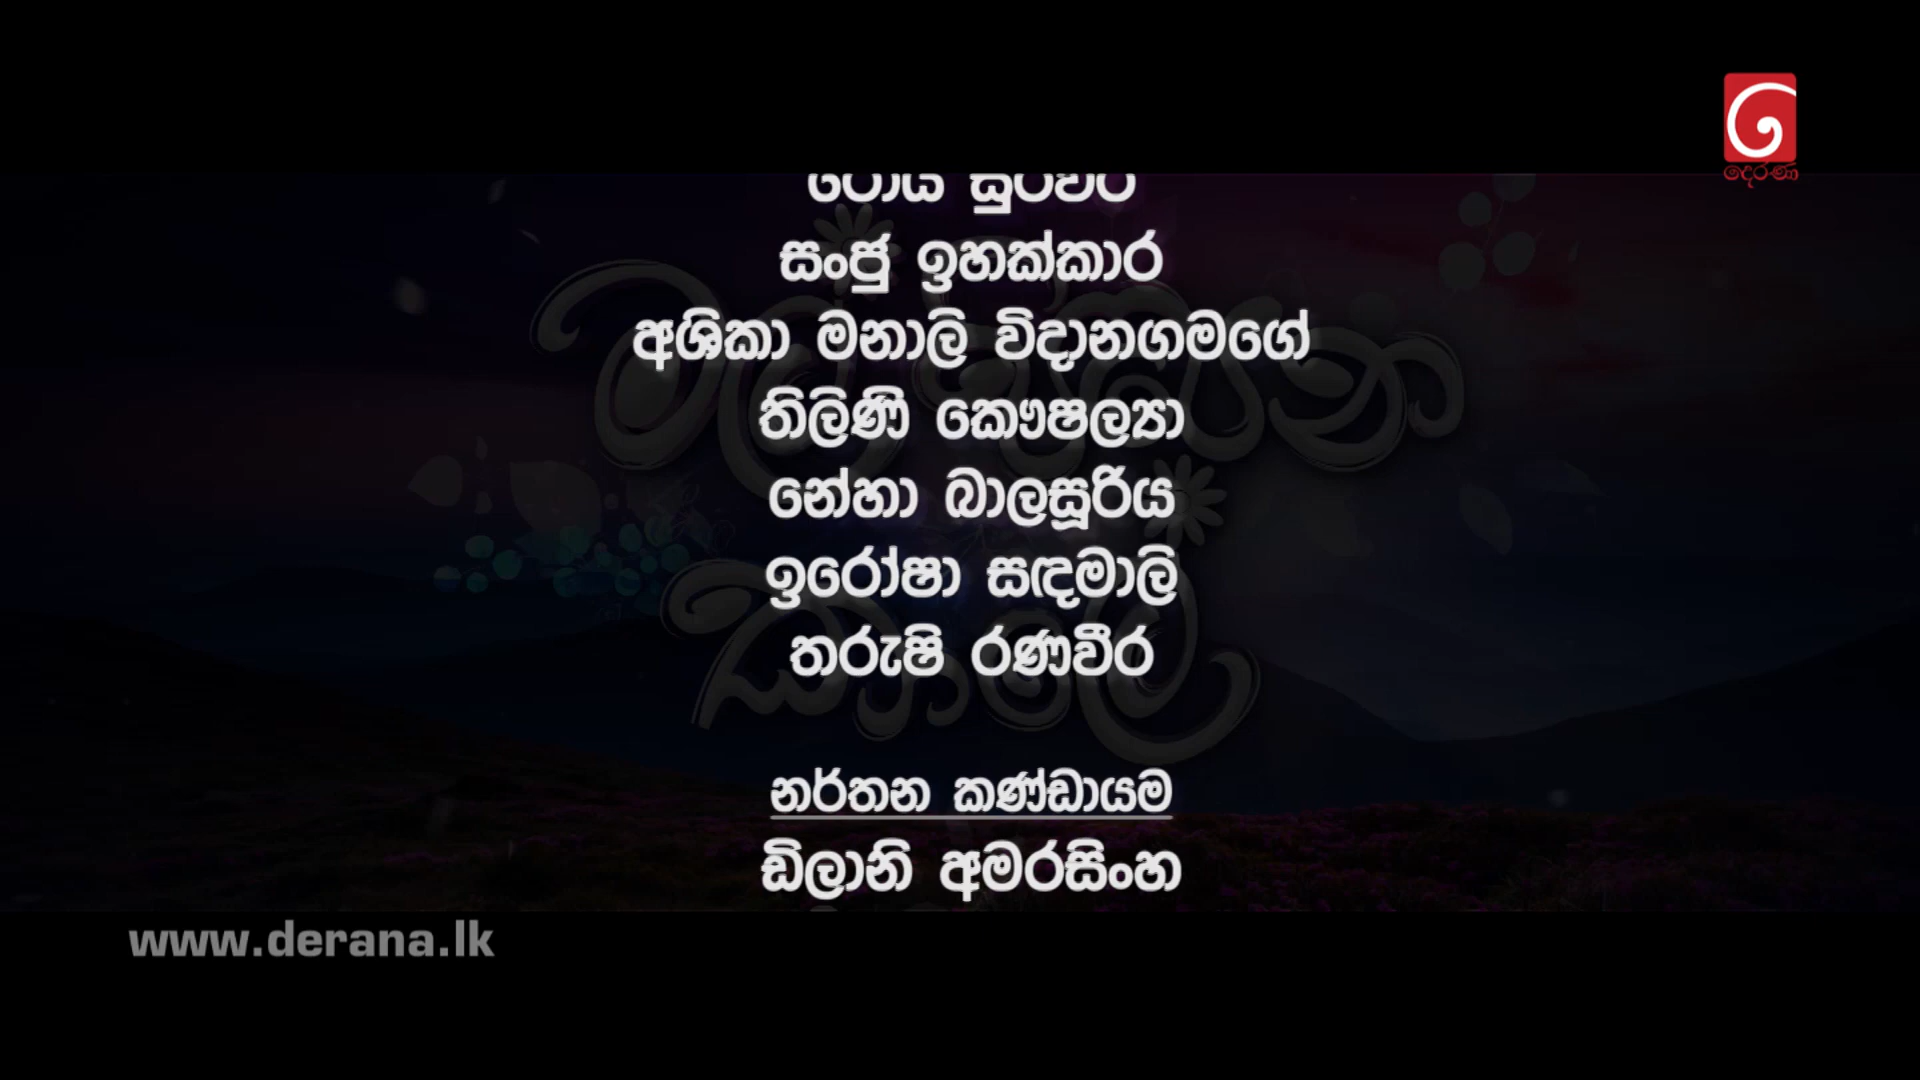 දෙරණ
සංජු ඉහක්කාර
අශිකා මනාලි විදානගමගේ
තිලිණි කෞෂල්‍යා
නේහා බාලසූරිය
ඉරෝෂා සඳමාලි
තරුෂි රණවීර
නර්තන කණ්ඩායම
ඩිලානි අමරසිංහ
www.derana.lk